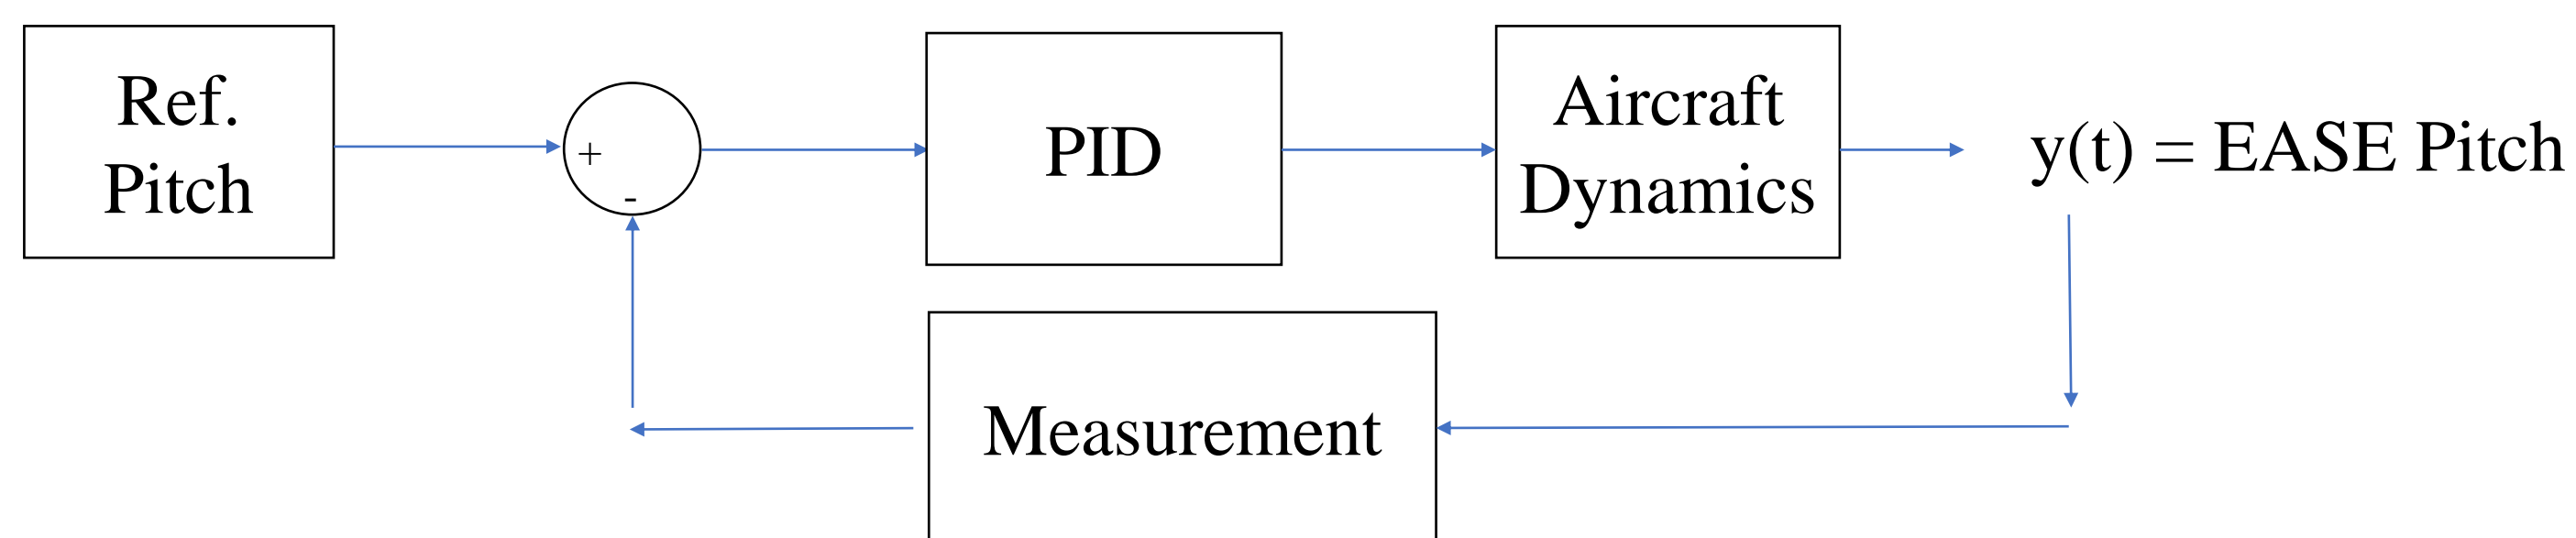 Ref.
Pitch
+
-
PID
Aircraft
Dynamics
y(t) = EASE Pitch
Measurement